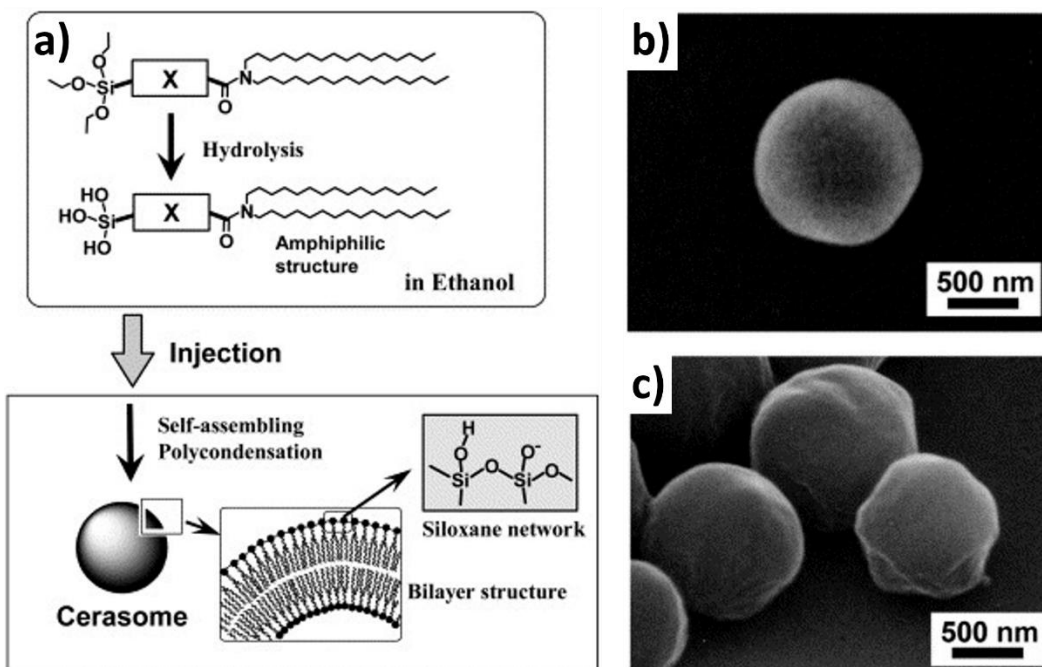 a)
O
O
Si
O
X
N
O
Hydrolysis
HO
HO
Si
HO
X
N
O
Amphiphilic
structure
in Ethanol
Injection
Self-assembling
Polycondensation
H
O
O-
Si
O
Si
O
Siloxane network
Bilayer structure
Cerasome
b)
500 nm
c)
500 nm